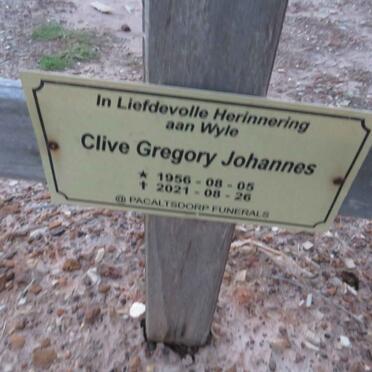 In Liefdevolle Herinnering
aan Wyle
Clive Gregory Johannes
★ 1956 - 08 - 05
✝ 2021 - 08 - 26
@ PACALTSDORP FUNERALS